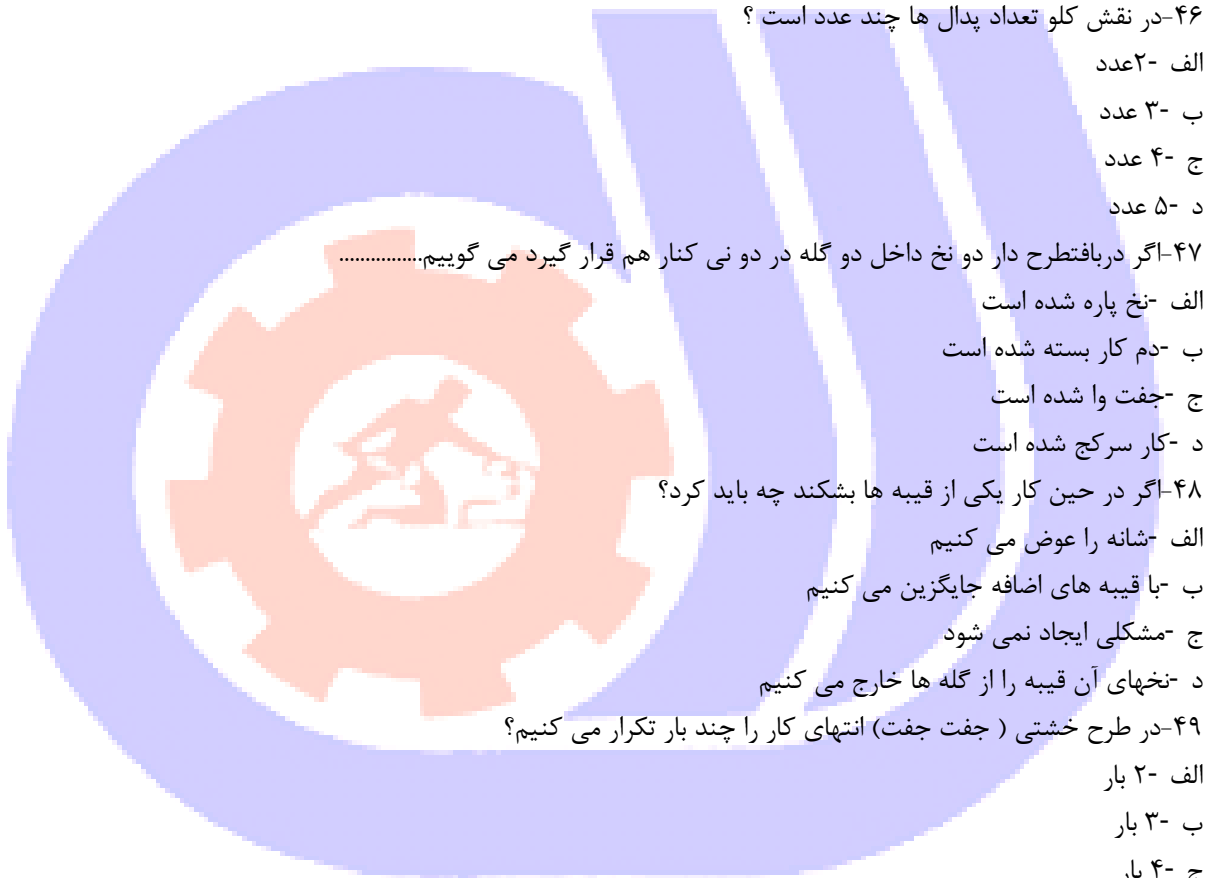 ۴۶-در نقش کلو تعداد پدال ها چند عدد است ؟
الف -۲عدد
ب -۳ عدد
ج -۴ عدد
د -۵ عدد
۴۷-اگر دربافتطرح دار دو نخ داخل دو گله در دو نی کنار هم قرار گیرد می گوییم................
الف -نخ پاره شده است
ب -دم کار بسته شده است
ج -جفت وا شده است
د -کار سرکج شده است
۴۸-اگر در حین کار یکی از قیبه ها بشکند چه باید کرد؟
الف -شانه را عوض می کنیم
ب -با قیبه های اضافه جایگزین می کنیم
ج -مشکلی ایجاد نمی شود
د -نخهای آن قیبه را از گله ها خارج می کنیم
۴۹-در طرح خشتی ( جفت جفت) انتهای کار را چند بار تکرار می کنیم؟
الف -۲ بار
ب -۳ بار
ج -۴ بار